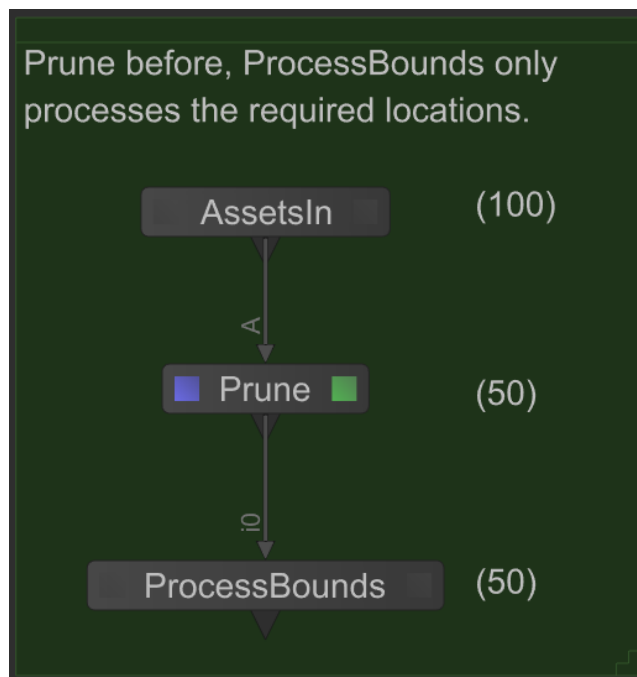 Prune before, ProcessBounds only
processes the required locations.
AssetsIn (100)
A
Prune (50)
i0
ProcessBounds (50)